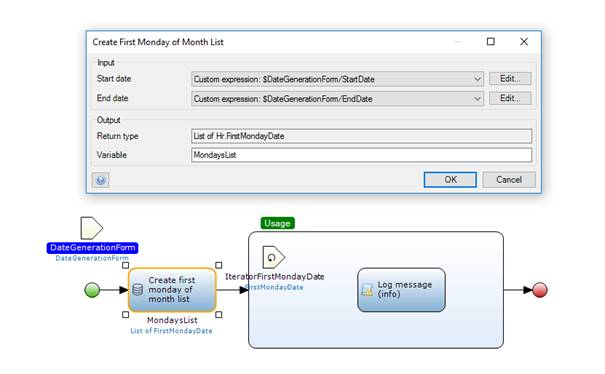 Create First Monday of Month List
Input
Start date
Custom expression: $DateGenerationForm/StartDate
Edit...
End date
Custom expression: $DateGenerationForm/EndDate
Edit...
Output
Return type
List of Hr.FirstMondayDate
Variable
MondaysList
OK
Cancel
DateGenerationForm
DateGenerationForm
Create first
monday of
month list
MondaysList
List of FirstMondayDate
Usage
IteratorFirstMondayDate
FirstMondayDate
Log message
(info)